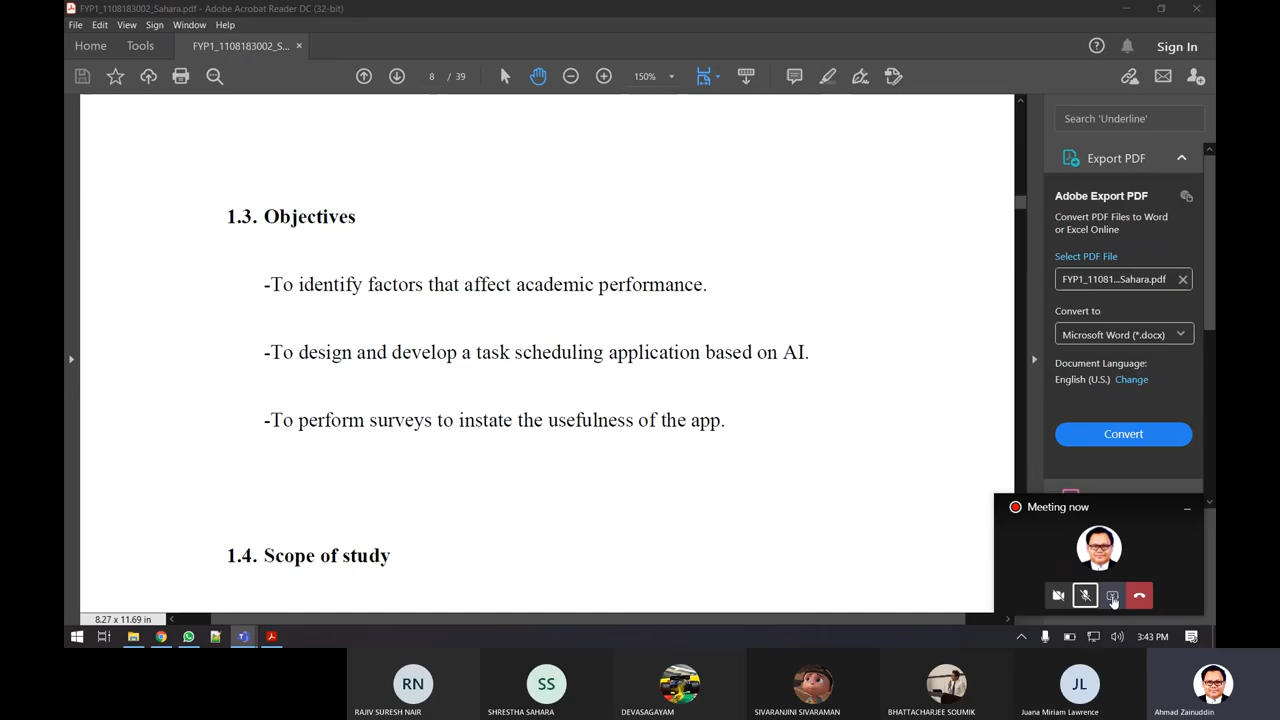 FYP1_1108183002_Sahara.pdf - Adobe Acrobat Reader DC (32-bit)
File Edit View Sign Window Help
Home Tools FYP1_1108183002_S... × Sign In
8 / 39 150%
Search 'Underline'
Export PDF
Adobe Export PDF
Convert PDF Files to Word
or Excel Online
Select PDF File
FYP1_11081...Sahara.pdf
Convert to
Microsoft Word (*.docx)
Document Language:
English (U.S.) Change
Convert
1.3. Objectives
-To identify factors that affect academic performance.
-To design and develop a task scheduling application based on AI.
-To perform surveys to instate the usefulness of the app.
1.4. Scope of study
8.27 x 11.69 in
Meeting now
3:43 PM
RN
RAJIV SURESH NAIR
SS
SHRESTHA SAHARA
DEVASAGAYAM
SIVARANJINI SIVARAMAN
BHATTACHARJEE SOUMIK
JL
Juana Miriam Lawrence
Ahmad Zainuddin